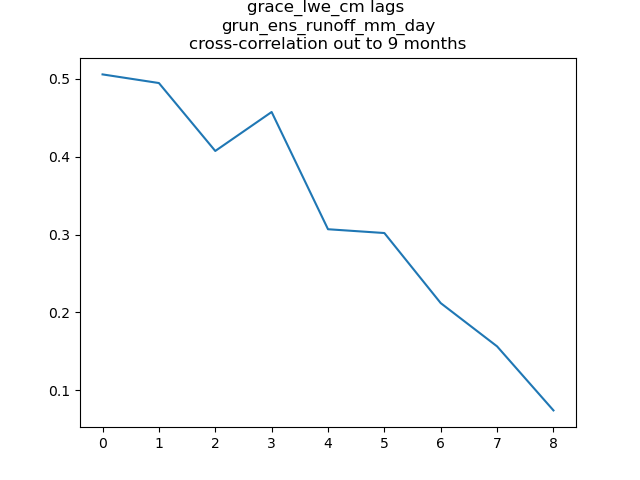 grace_lwe_cm lags
grun_ens_runoff_mm_day
cross-correlation out to 9 months
0.5
0.4
0.3
0.2
0.1
0 1 2 3 4 5 6 7 8